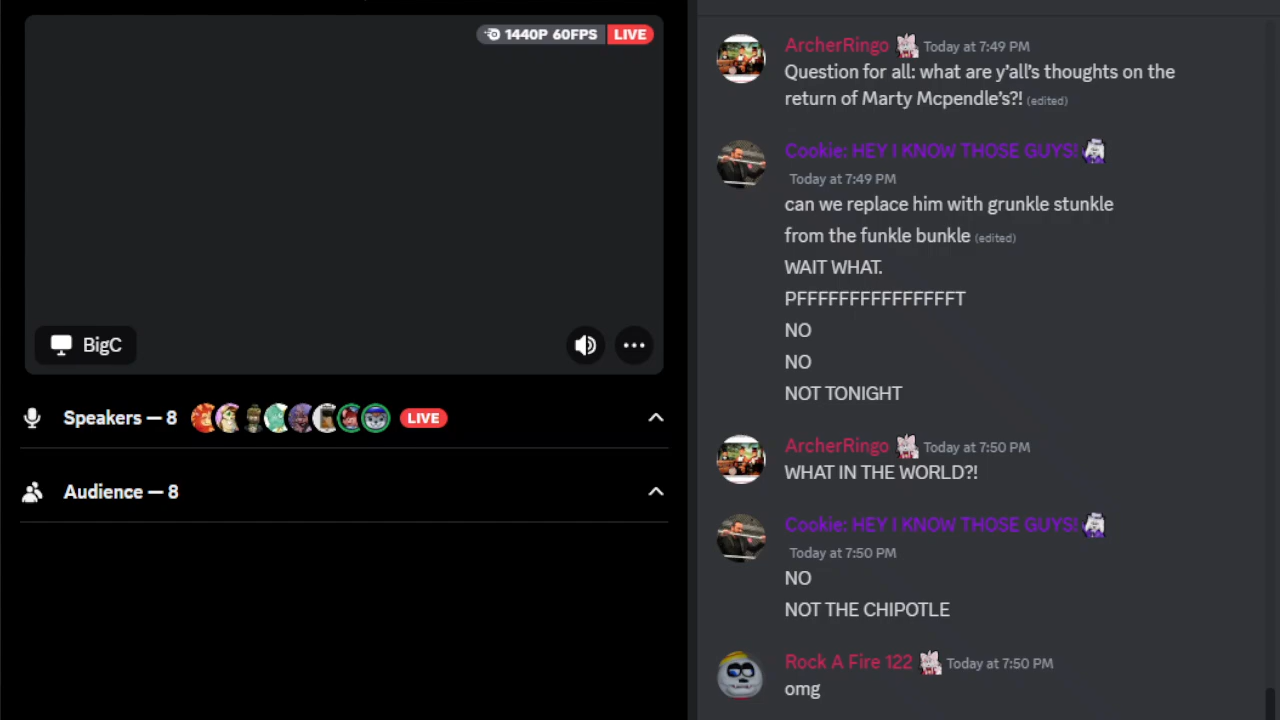 1440P 60FPS LIVE
BigC
Speakers — 8 LIVE
Audience — 8
ArcherRingo Today at 7:49 PM
Question for all: what are y'all's thoughts on the
return of Marty Mcpendle's?! (edited)
Cookie: HEY I KNOW THOSE GUYS!
Today at 7:49 PM
can we replace him with grunkle stunkle
from the funkle bunkle (edited)
WAIT WHAT.
PFFFFFFFFFFFFFFFT
NO
NO
NOT TONIGHT
ArcherRingo Today at 7:50 PM
WHAT IN THE WORLD?!
Cookie: HEY I KNOW THOSE GUYS!
Today at 7:50 PM
NO
NOT THE CHIPOTLE
Rock A Fire 122 Today at 7:50 PM
omg